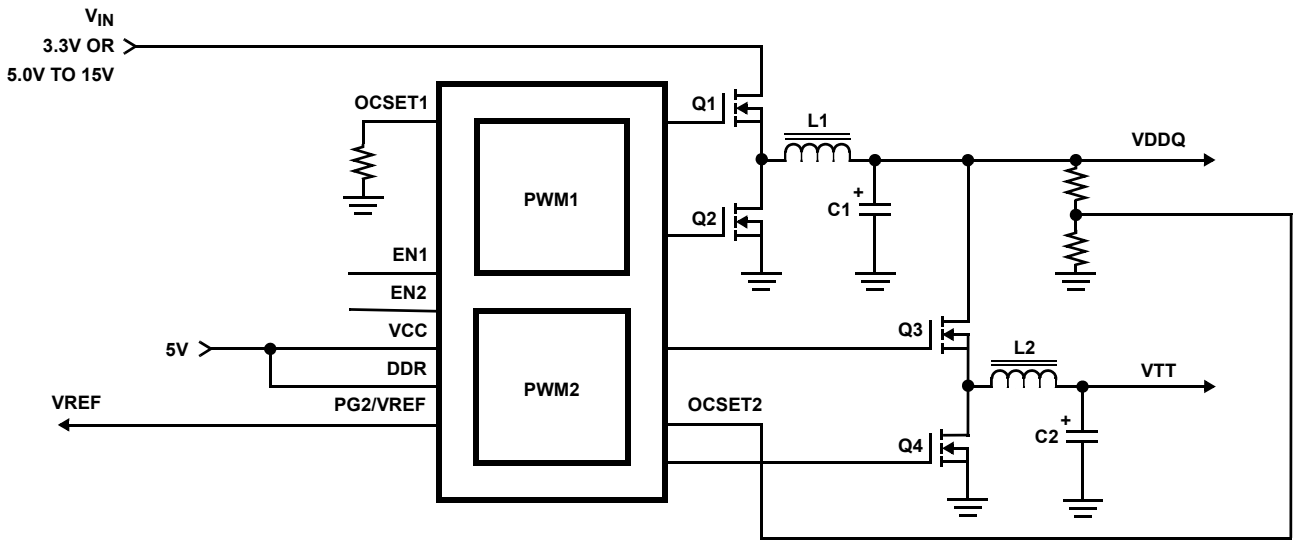 VIN
3.3V OR
5.0V TO 15V
OCSET1
Q1
L1
VDDQ
PWM1
+
C1
Q2
EN1
EN2
VCC
Q3
5V
L2
DDR
VTT
PWM2
VREF
PG2/VREF
OCSET2
+
C2
Q4